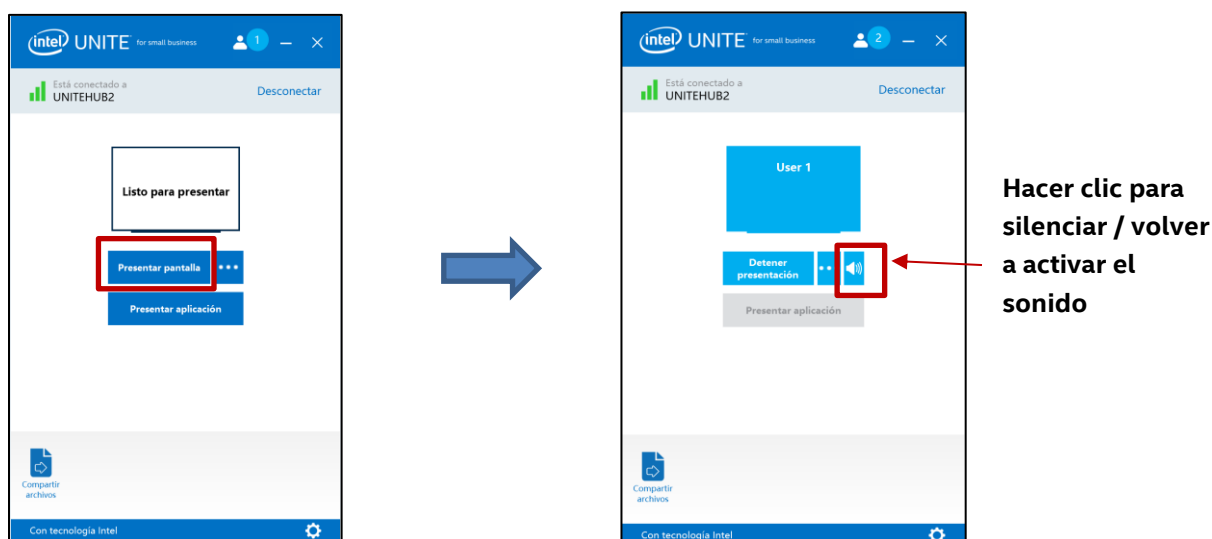 intel UNITE for small business 1
Está conectado a
UNITEHUB2
Desconectar
Listo para presentar
Presentar pantalla
Presentar aplicación
Compartir
archivos
Con tecnología Intel
intel UNITE for small business 2
Está conectado a
UNITEHUB2
Desconectar
User 1
Detener
presentación
Presentar aplicación
Compartir
archivos
Con tecnología Intel
Hacer clic para
silenciar / volver
a activar el
sonido